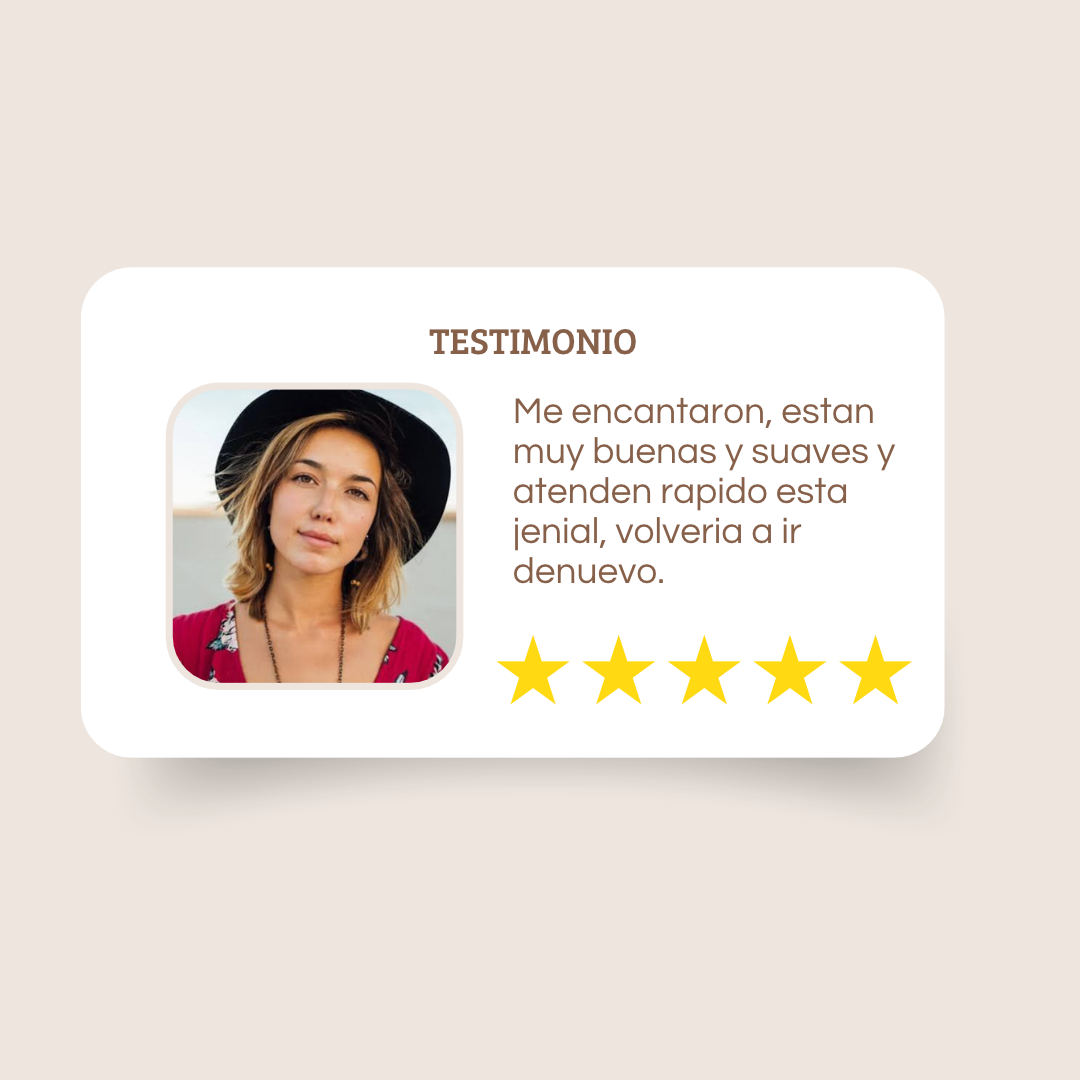 TESTIMONIO
Me encantaron, estan
muy buenas y suaves y
atenden rapido esta
jenial, volveria a ir
denuevo.